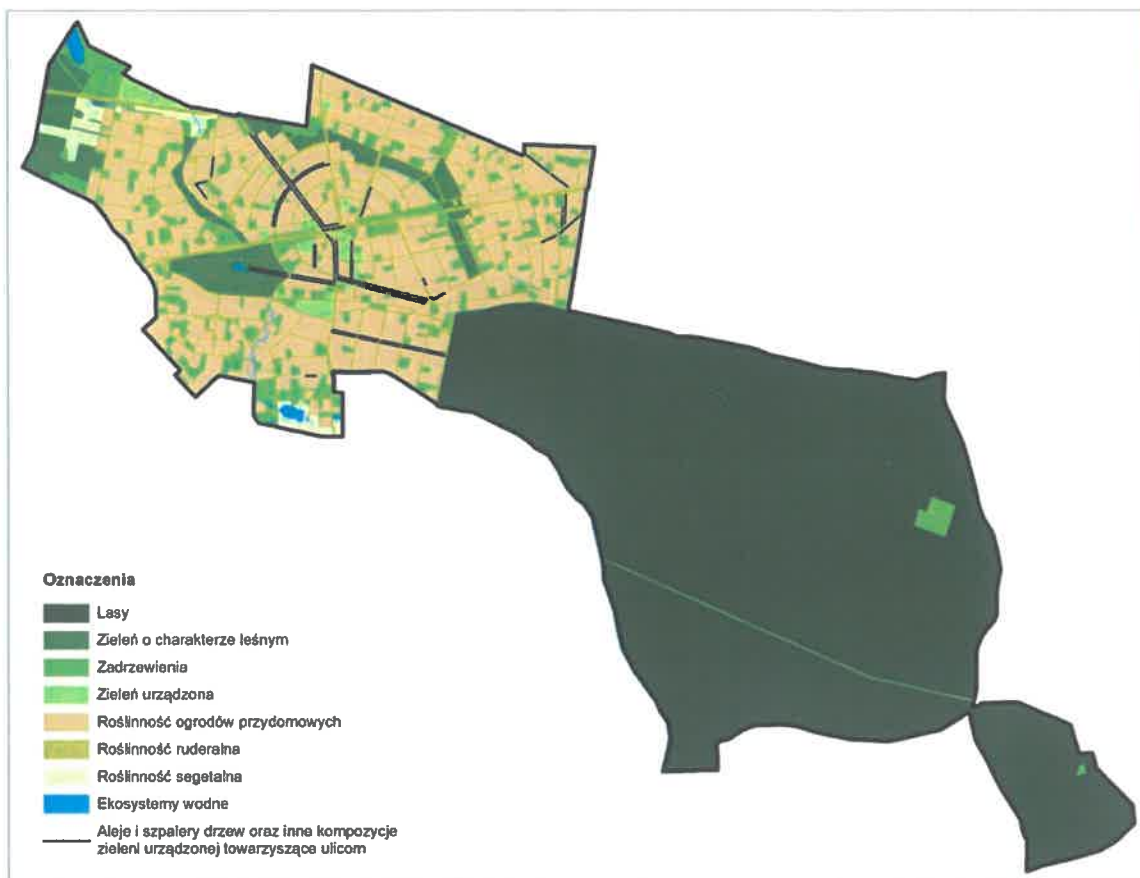 Oznaczenia
Lasy
Zieleń o charakterze leśnym
Zadrzewienia
Zieleń urządzona
Roślinność ogrodów przydomowych
Roślinność ruderalna
Roślinność segetalna
Ekosystemy wodne
Aleje i szpalery drzew oraz inne kompozycje
zieleni urządzonej towarzyszące ulicom